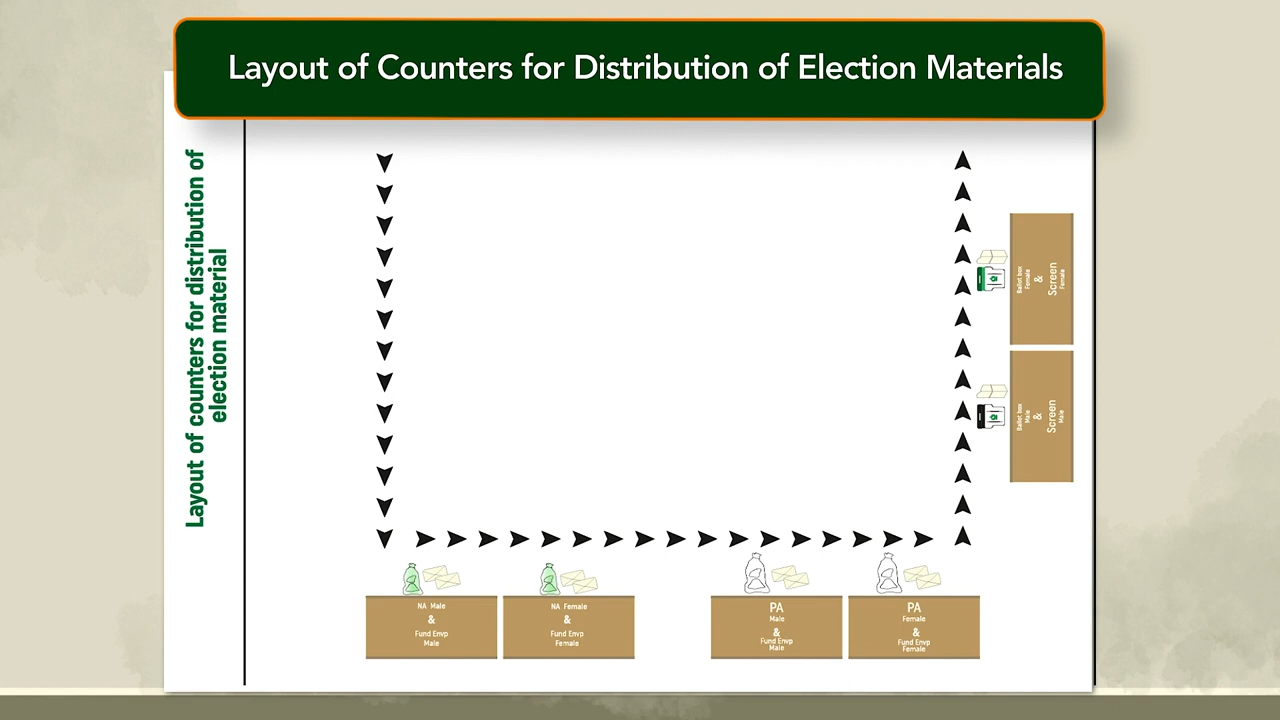 Layout of Counters for Distribution of Election Materials
Layout of counters for distribution of
election material
Ballot box
Female
&
Screen
Female
Ballot box
Male
&
Screen
Male
NA Male
&
Fund Envp
Male
NA Female
&
Fund Envp
Female
PA
Male
&
Fund Envp
Male
PA
Female
&
Fund Envp
Female